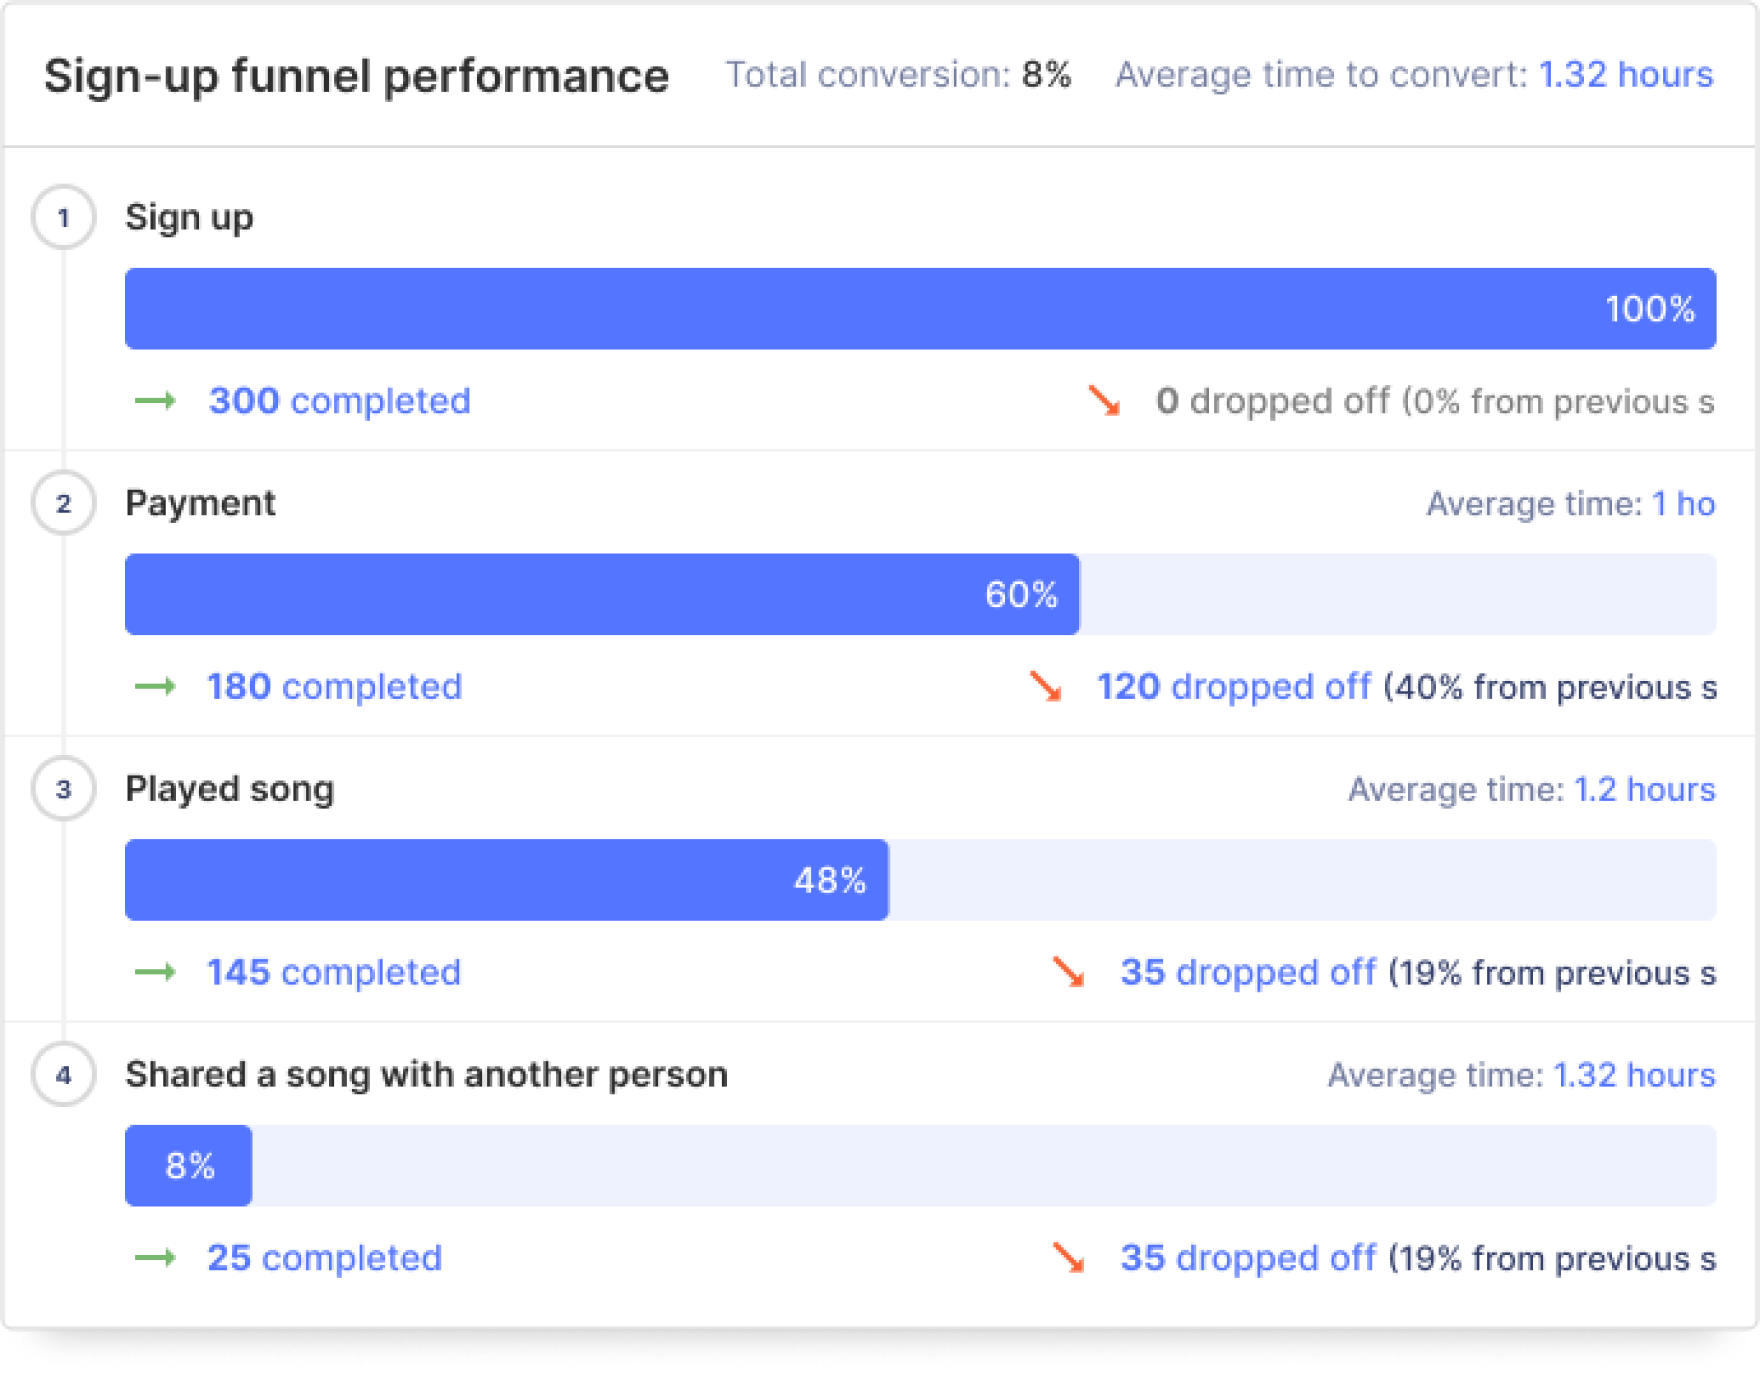 Sign-up funnel performance Total conversion: 8% Average time to convert: 1.32 hours
1 Sign up
100%
→ 300 completed ↘ 0 dropped off (0% from previous s
2 Payment Average time: 1 ho
60%
→ 180 completed ↘ 120 dropped off (40% from previous s
3 Played song Average time: 1.2 hours
48%
→ 145 completed ↘ 35 dropped off (19% from previous s
4 Shared a song with another person Average time: 1.32 hours
8%
→ 25 completed ↘ 35 dropped off (19% from previous s